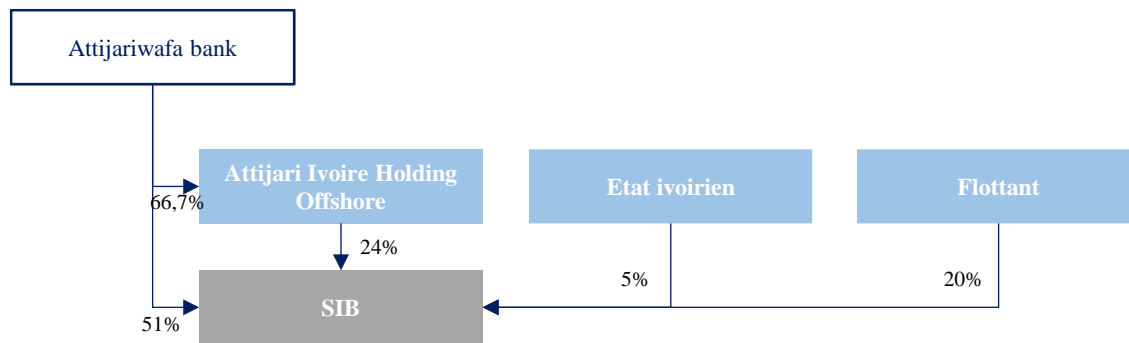 Attijariwafa bank
Attijari Ivoire Holding
Offshore
Etat ivoirien
Flottant
66,7%
24%
5%
20%
SIB
51%